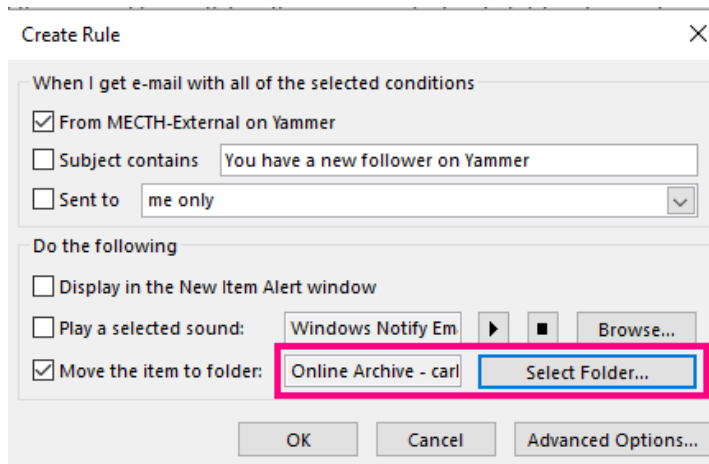 Create Rule
When I get e-mail with all of the selected conditions
From MECTH-External on Yammer
Subject contains You have a new follower on Yammer
Sent to me only
Do the following
Display in the New Item Alert window
Play a selected sound: Windows Notify Em Browse...
Move the item to folder: Online Archive - carl Select Folder...
OK Cancel Advanced Options...